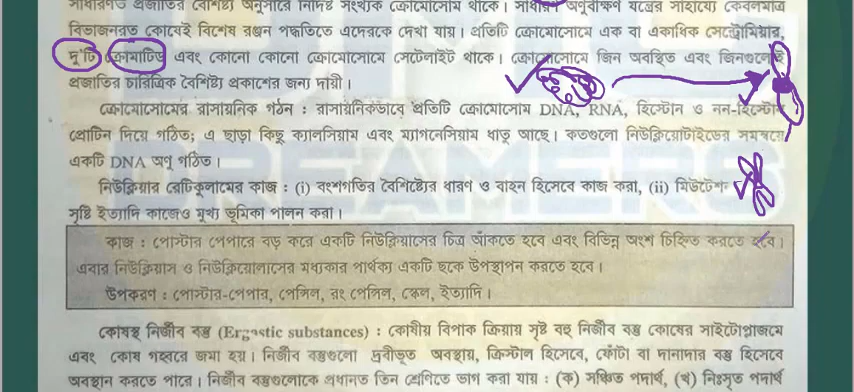 সাধারণত প্রজাতির বৈশিষ্ট্য অনুসারে নির্দিষ্ট সংখ্যক ক্রোমোসোম থাকে। সাধারণ অণুবীক্ষণ যন্ত্রের সাহায্যে কেবলমাত্র
বিভাজনরত কোষেই বিশেষ রঞ্জন পদ্ধতিতে এদেরকে দেখা যায়। প্রতিটি ক্রোমোসোমে এক বা একাধিক সেন্ট্রোমিয়ার,
দু'টি ক্রোমাটিড এবং কোনো কোনো ক্রোমোসোমে সেটেলাইট থাকে। ক্রোমোসোমে জিন অবস্থিত এবং জিনগুলোই
প্রজাতির চারিত্রিক বৈশিষ্ট্য প্রকাশের জন্য দায়ী।
ক্রোমোসোমের রাসায়নিক গঠন : রাসায়নিকভাবে প্রতিটি ক্রোমোসোম DNA, RNA, হিস্টোন ও নন-হিস্টোন
প্রোটিন দিয়ে গঠিত; এ ছাড়া কিছু ক্যালসিয়াম এবং ম্যাগনেসিয়াম ধাতু আছে। কতগুলো নিউক্লিয়োটাইডের সমন্বয়ে
একটি DNA অণু গঠিত।
নিউক্লিয়ার রেটিকুলামের কাজ : (i) বংশগতির বৈশিষ্ট্যের ধারণ ও বাহন হিসেবে কাজ করা, (ii) মিউটেশন
সৃষ্টি ইত্যাদি কাজেও মুখ্য ভূমিকা পালন করা।
কাজ : পোস্টার পেপারে বড় করে একটি নিউক্লিয়াসের চিত্র আঁকতে হবে এবং বিভিন্ন অংশ চিহ্নিত করতে হবে।
এবার নিউক্লিয়াস ও নিউক্লিয়োলাসের মধ্যকার পার্থক্য একটি ছকে উপস্থাপন করতে হবে।
উপকরণ : পোস্টার-পেপার, পেন্সিল, রং পেন্সিল, স্কেল, ইত্যাদি।
কোষস্থ নির্জীব বস্তু (Ergastic substances) : কোষীয় বিপাক ক্রিয়ায় সৃষ্ট বহু নির্জীব বস্তু কোষের সাইটোপ্লাজমে
এবং কোষ গহ্বরে জমা হয়। নির্জীব বস্তুগুলো দ্রবীভূত অবস্থায়, ক্রিস্টাল হিসেবে, ফোঁটা বা দানাদার বস্তু হিসেবে
অবস্থান করতে পারে। নির্জীব বস্তুগুলোকে প্রধানত তিন শ্রেণিতে ভাগ করা যায় : (ক) সঞ্চিত পদার্থ, (খ) নিঃসৃত পদার্থ
DREAMERS